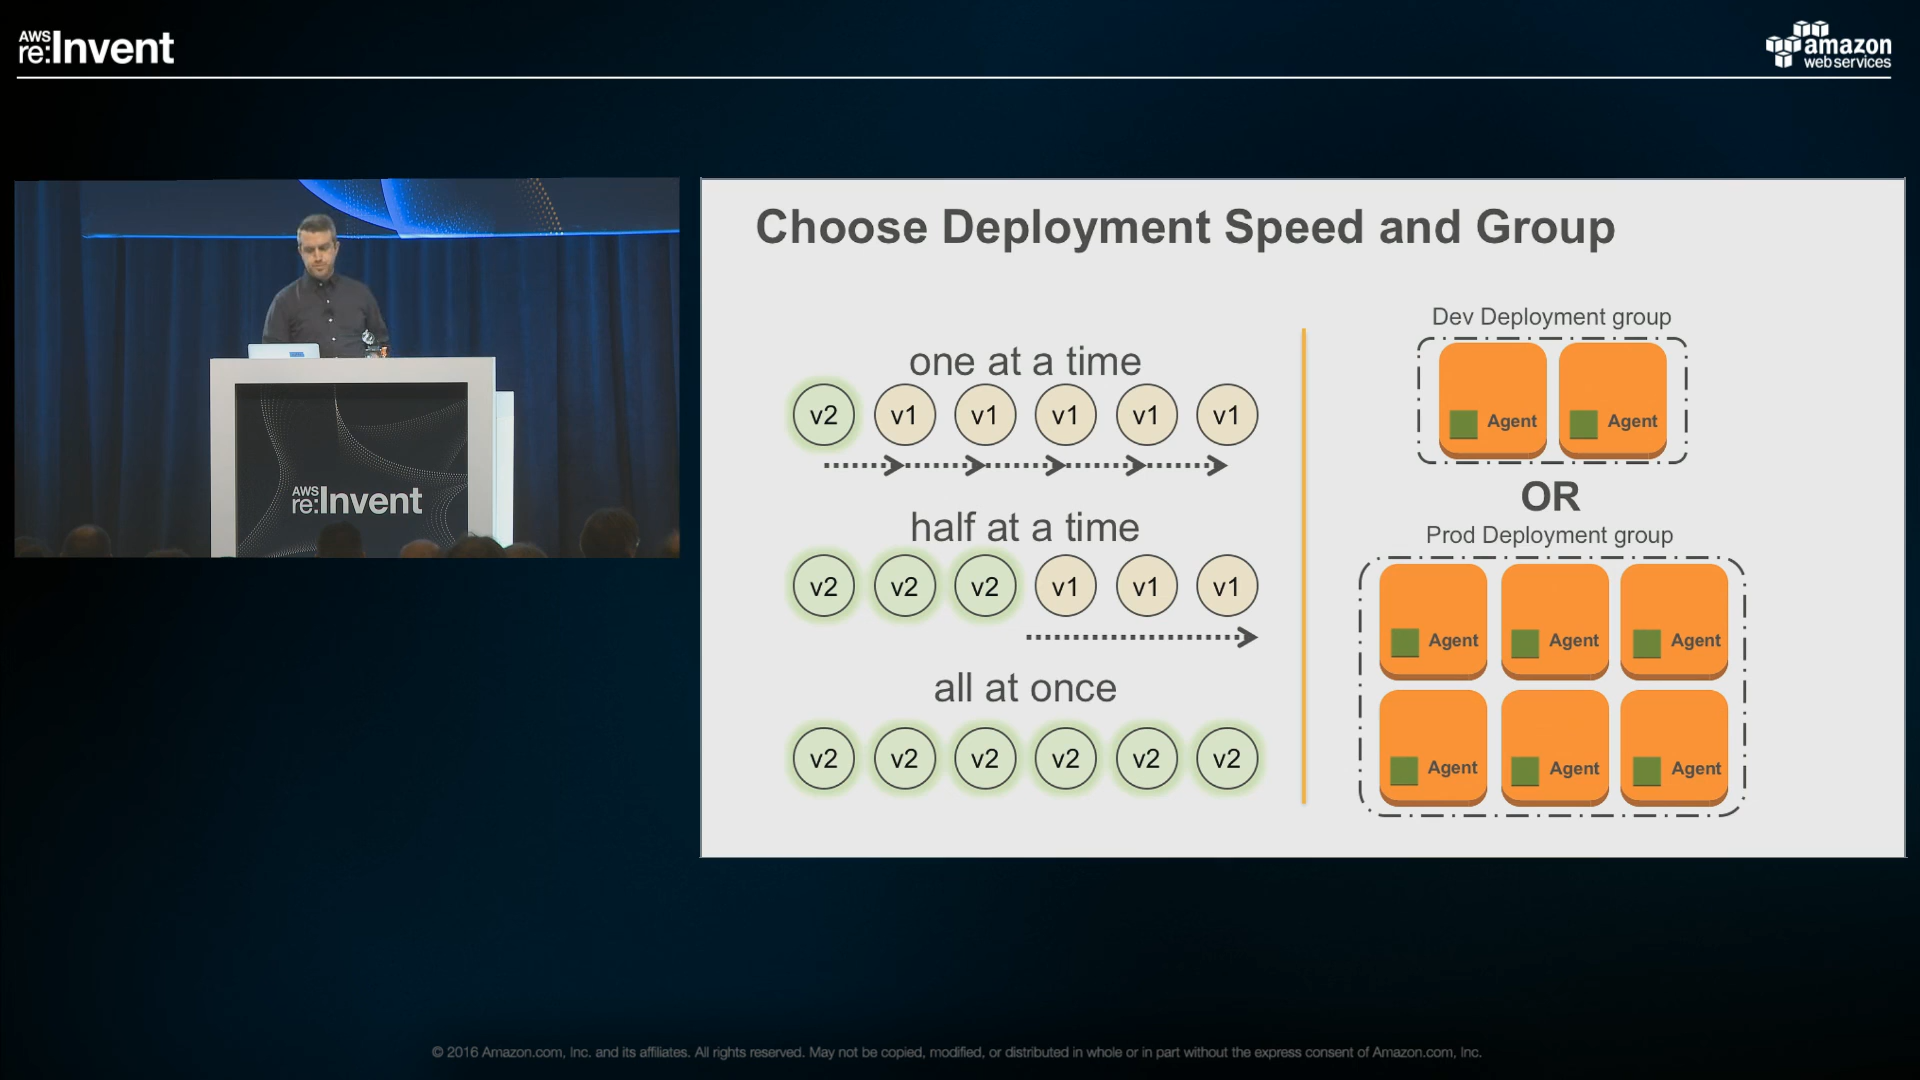 AWS
re:Invent
amazon
webservices
AWS
re:Invent
Choose Deployment Speed and Group
one at a time
v2 v1 v1 v1 v1 v1
half at a time
v2 v2 v2 v1 v1 v1
all at once
v2 v2 v2 v2 v2 v2
Dev Deployment group
Agent Agent
OR
Prod Deployment group
Agent Agent Agent
Agent Agent Agent
© 2016 Amazon.com, Inc. and its affiliates. All rights reserved. May not be copied, modified, or distributed in whole or in part without the express consent of Amazon.com, Inc.